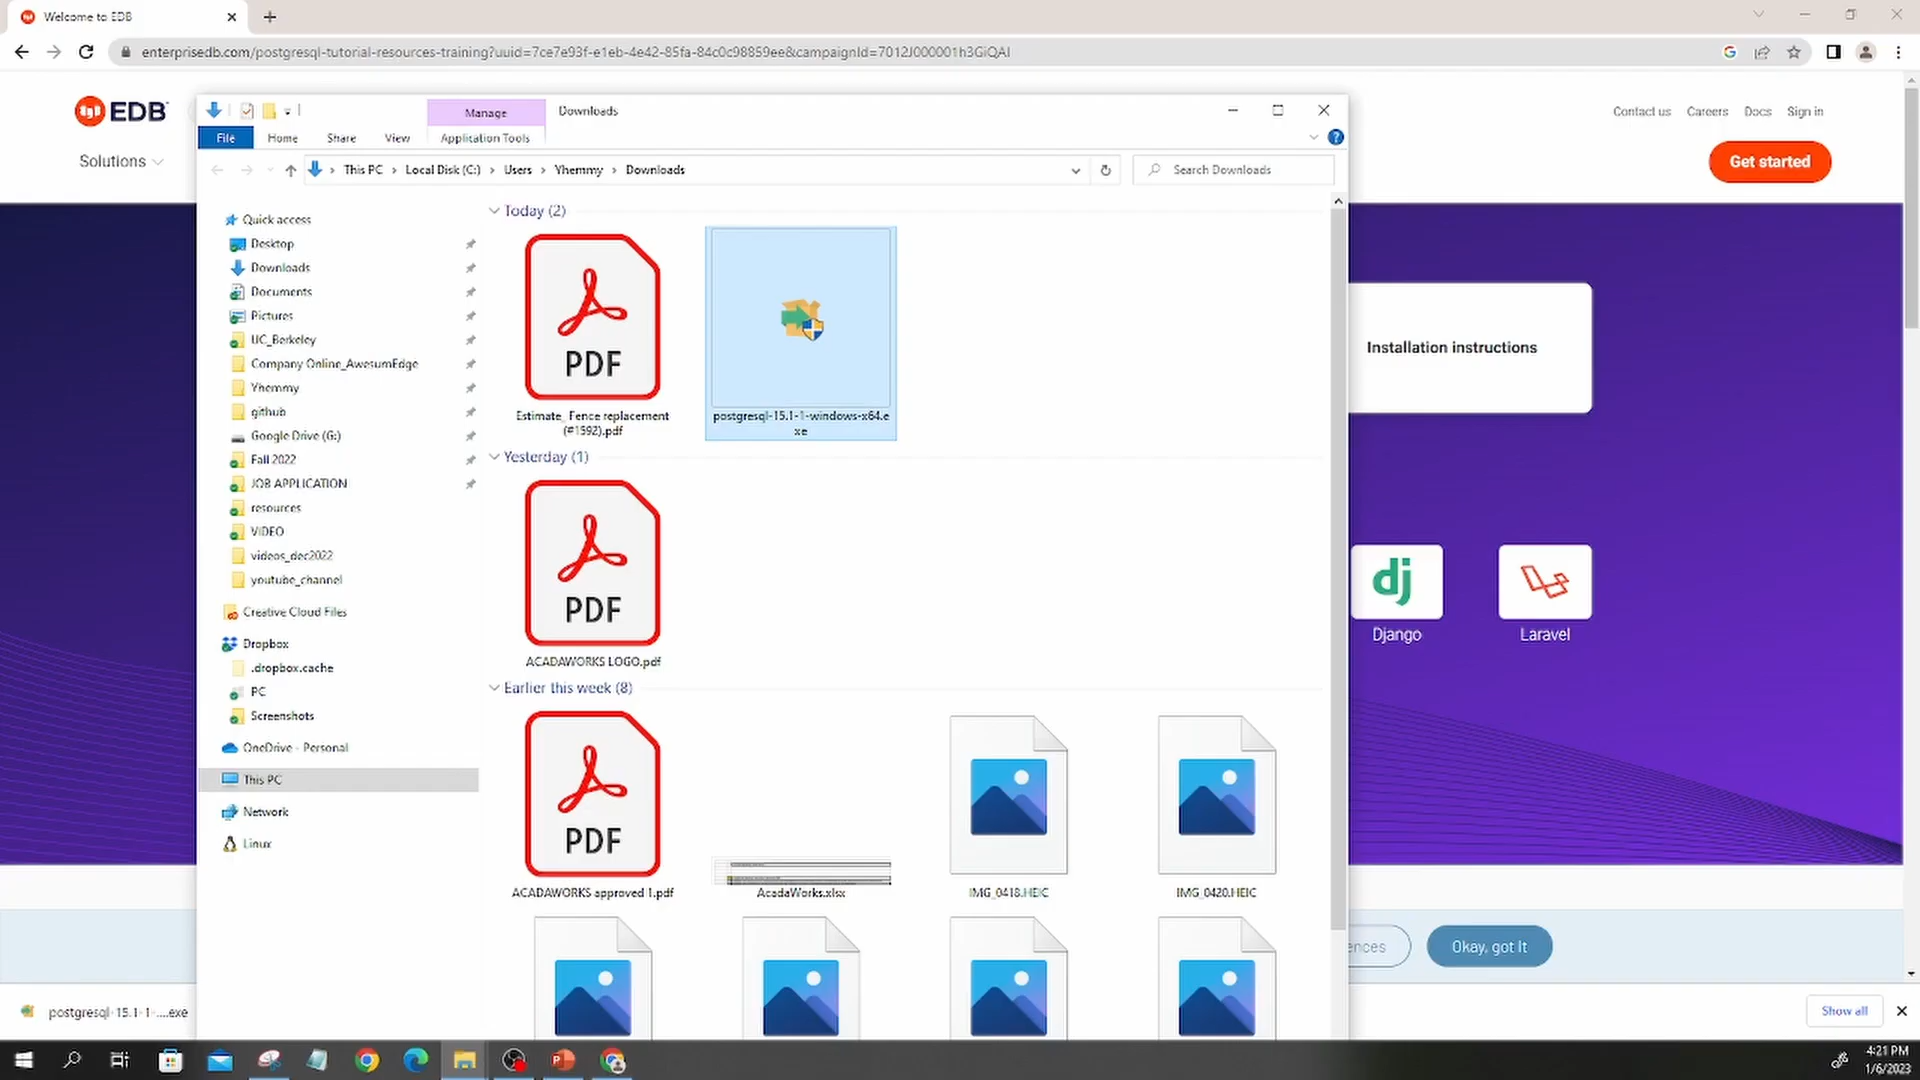 Welcome to EDB
enterprisedb.com/postgresql-tutorial-resources-training?uuid=7ce7e93f-e1eb-4e42-85fa-84c0c98859ee&campaignId=7012J000001h3GiQAI
EDB
Contact us
Careers
Docs
Sign in
Solutions
Get started
Manage
Downloads
File
Home
Share
View
Application Tools
This PC
Local Disk (C:)
Users
Yhemmy
Downloads
Search Downloads
Quick access
Desktop
Downloads
Documents
Pictures
UC_Berkeley
Company Online_AwesumEdge
Yhemmy
github
Google Drive (G:)
Fall 2022
JOB APPLICATION
resources
VIDEO
videos_dec2022
youtube_channel
Creative Cloud Files
Dropbox
.dropbox.cache
PC
Screenshots
OneDrive - Personal
This PC
Network
Linux
Today (2)
PDF
Estimate_ Fence replacement
(#1592).pdf
postgresql-15.1-1-windows-x64.e
xe
Yesterday (1)
PDF
ACADAWORKS LOGO.pdf
Earlier this week (8)
PDF
ACADAWORKS approved 1.pdf
AcadaWorks.xlsx
IMG_0418.HEIC
IMG_0420.HEIC
Installation instructions
dj
Django
Laravel
ences
Okay, got it
postgresql-15.1-1-....exe
Show all
4:21 PM
1/6/2023